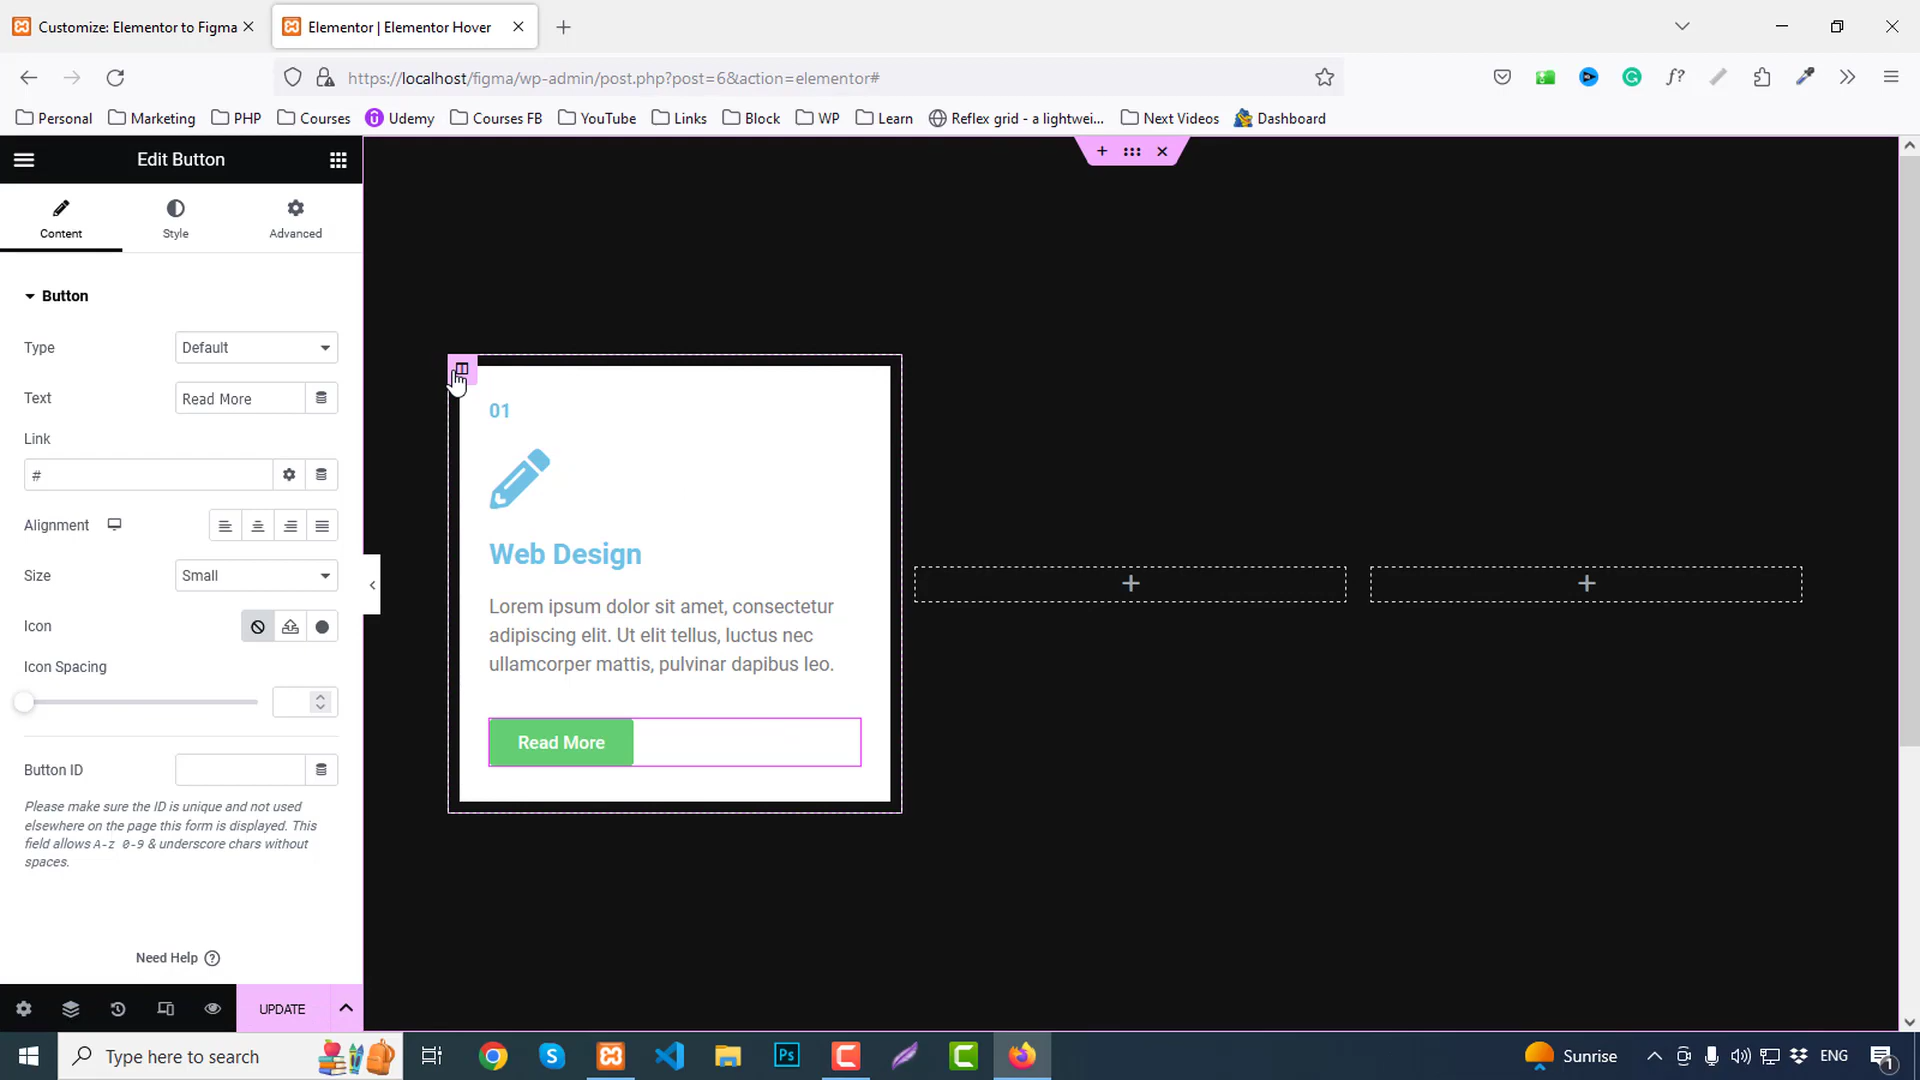 Customize: Elementor to Figma
Elementor | Elementor Hover
https://localhost/figma/wp-admin/post.php?post=6&action=elementor#
f?
Personal
Marketing
PHP
Courses
Udemy
Courses FB
YouTube
Links
Block
WP
Learn
Reflex grid - a lightwei...
Next Videos
Dashboard
Edit Button
Content
Style
Advanced
Button
Type
Default
Text
Read More
Link
#
Alignment
Size
Small
Icon
Icon Spacing
Button ID
Please make sure the ID is unique and not used
elsewhere on the page this form is displayed. This
field allows A-z 0-9 & underscore chars without
spaces.
Need Help
UPDATE
01
Web Design
Lorem ipsum dolor sit amet, consectetur
adipiscing elit. Ut elit tellus, luctus nec
ullamcorper mattis, pulvinar dapibus leo.
Read More
Type here to search
Ps
Sunrise
ENG
1